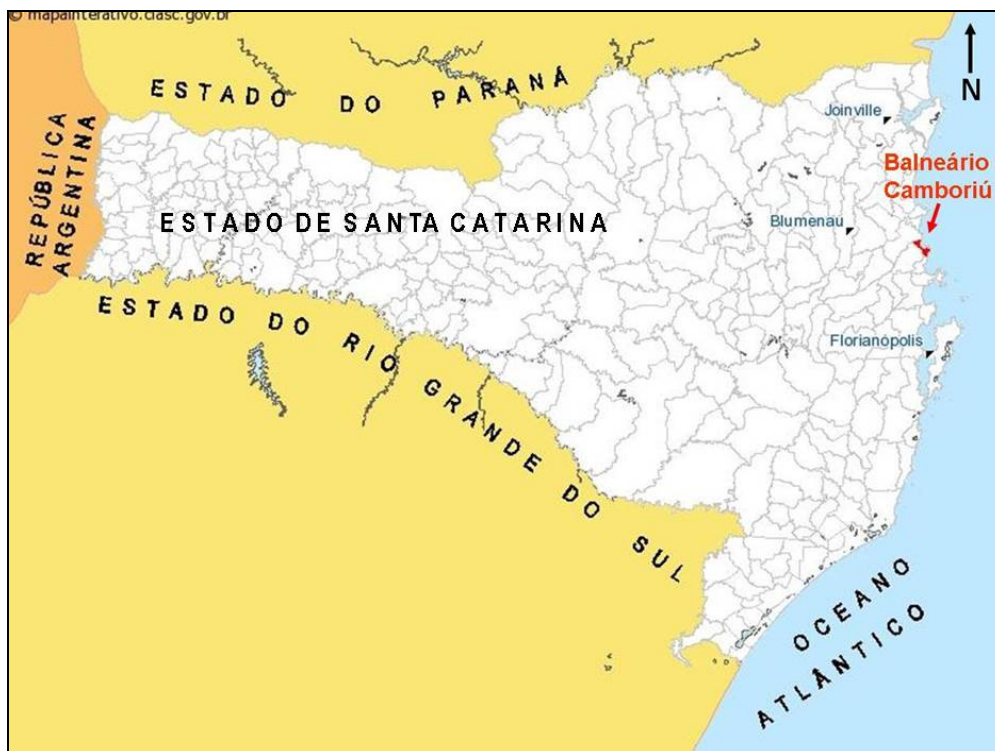 © mapainterativo.ciasc.gov.br
N
ESTADO DO PARANÁ
Joinville
REPÚBLICA
ARGENTINA
Balneário
Camboriú
ESTADO DE SANTA CATARINA
Blumenau
ESTADO DO RIO GRANDE DO SUL
Florianópolis
OCEANO
ATLÂNTICO